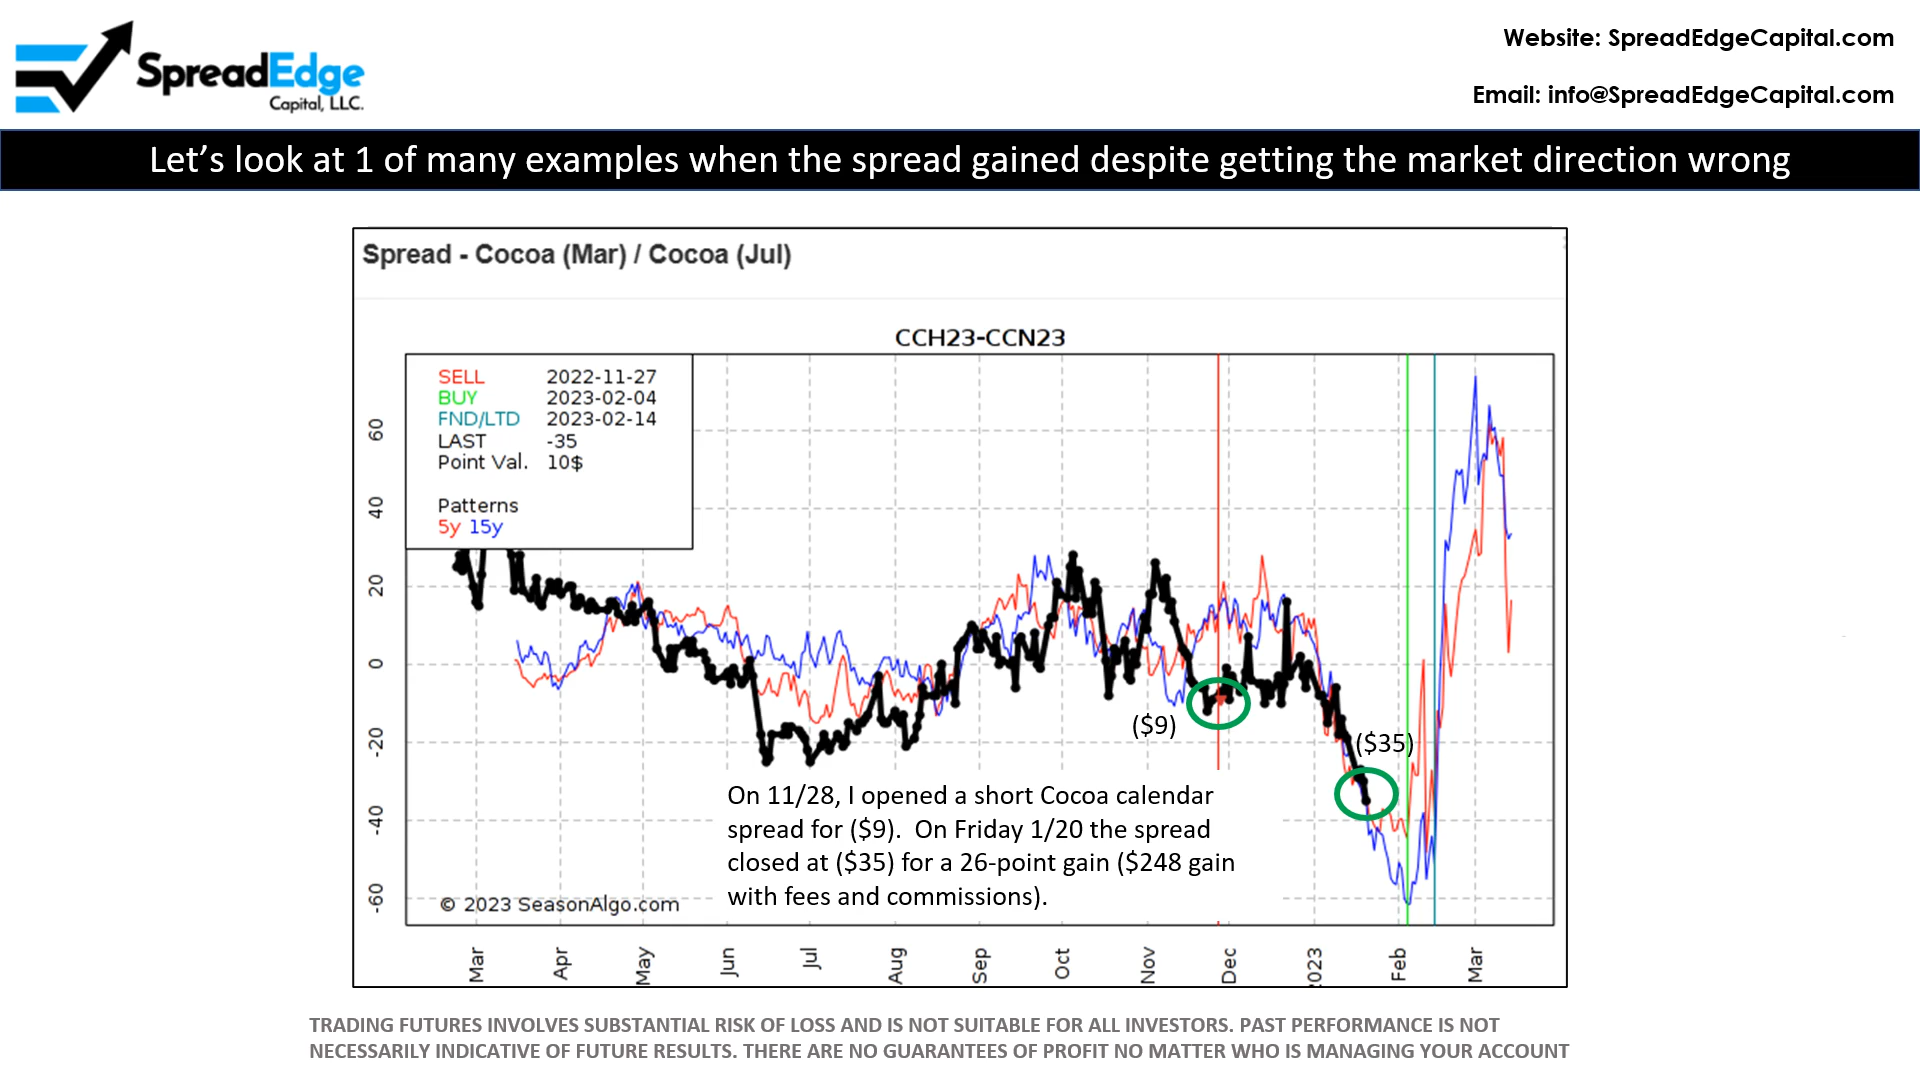 SpreadEdge
Capital, LLC.
Website: SpreadEdgeCapital.com
Email: info@SpreadEdgeCapital.com
Let’s look at 1 of many examples when the spread gained despite getting the market direction wrong
Spread - Cocoa (Mar) / Cocoa (Jul)
CCH23-CCN23
SELL 2022-11-27
BUY 2023-02-04
FND/LTD 2023-02-14
LAST -35
Point Val. 10$
Patterns
5y 15y
60
40
20
0
-20
-40
-60
($9)
($35)
On 11/28, I opened a short Cocoa calendar
spread for ($9). On Friday 1/20 the spread
closed at ($35) for a 26-point gain ($248 gain
with fees and commissions).
© 2023 SeasonAlgo.com
Mar Apr May Jun Jul Aug Sep Oct Nov Dec 2023 Feb Mar
TRADING FUTURES INVOLVES SUBSTANTIAL RISK OF LOSS AND IS NOT SUITABLE FOR ALL INVESTORS. PAST PERFORMANCE IS NOT
NECESSARILY INDICATIVE OF FUTURE RESULTS. THERE ARE NO GUARANTEES OF PROFIT NO MATTER WHO IS MANAGING YOUR ACCOUNT